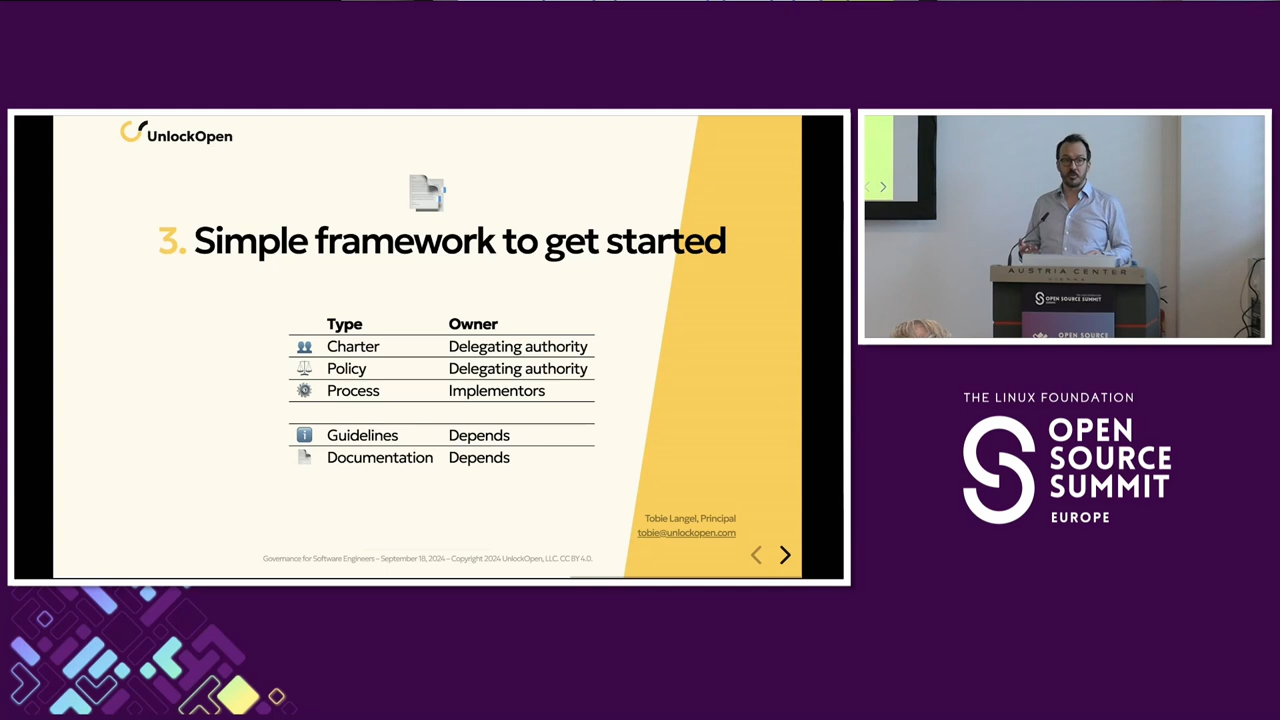 UnlockOpen
3. Simple framework to get started
Type Owner
Charter Delegating authority
Policy Delegating authority
Process Implementors
Guidelines Depends
Documentation Depends
Tobie Langel, Principal
tobie@unlockopen.com
Governance for Software Engineers – September 18, 2024 – Copyright 2024 UnlockOpen, LLC. CC BY 4.0.
AUSTRIA CENTER
OPEN SOURCE SUMMIT
OPEN SOURCE
THE LINUX FOUNDATION
OPEN
SOURCE
SUMMIT
EUROPE